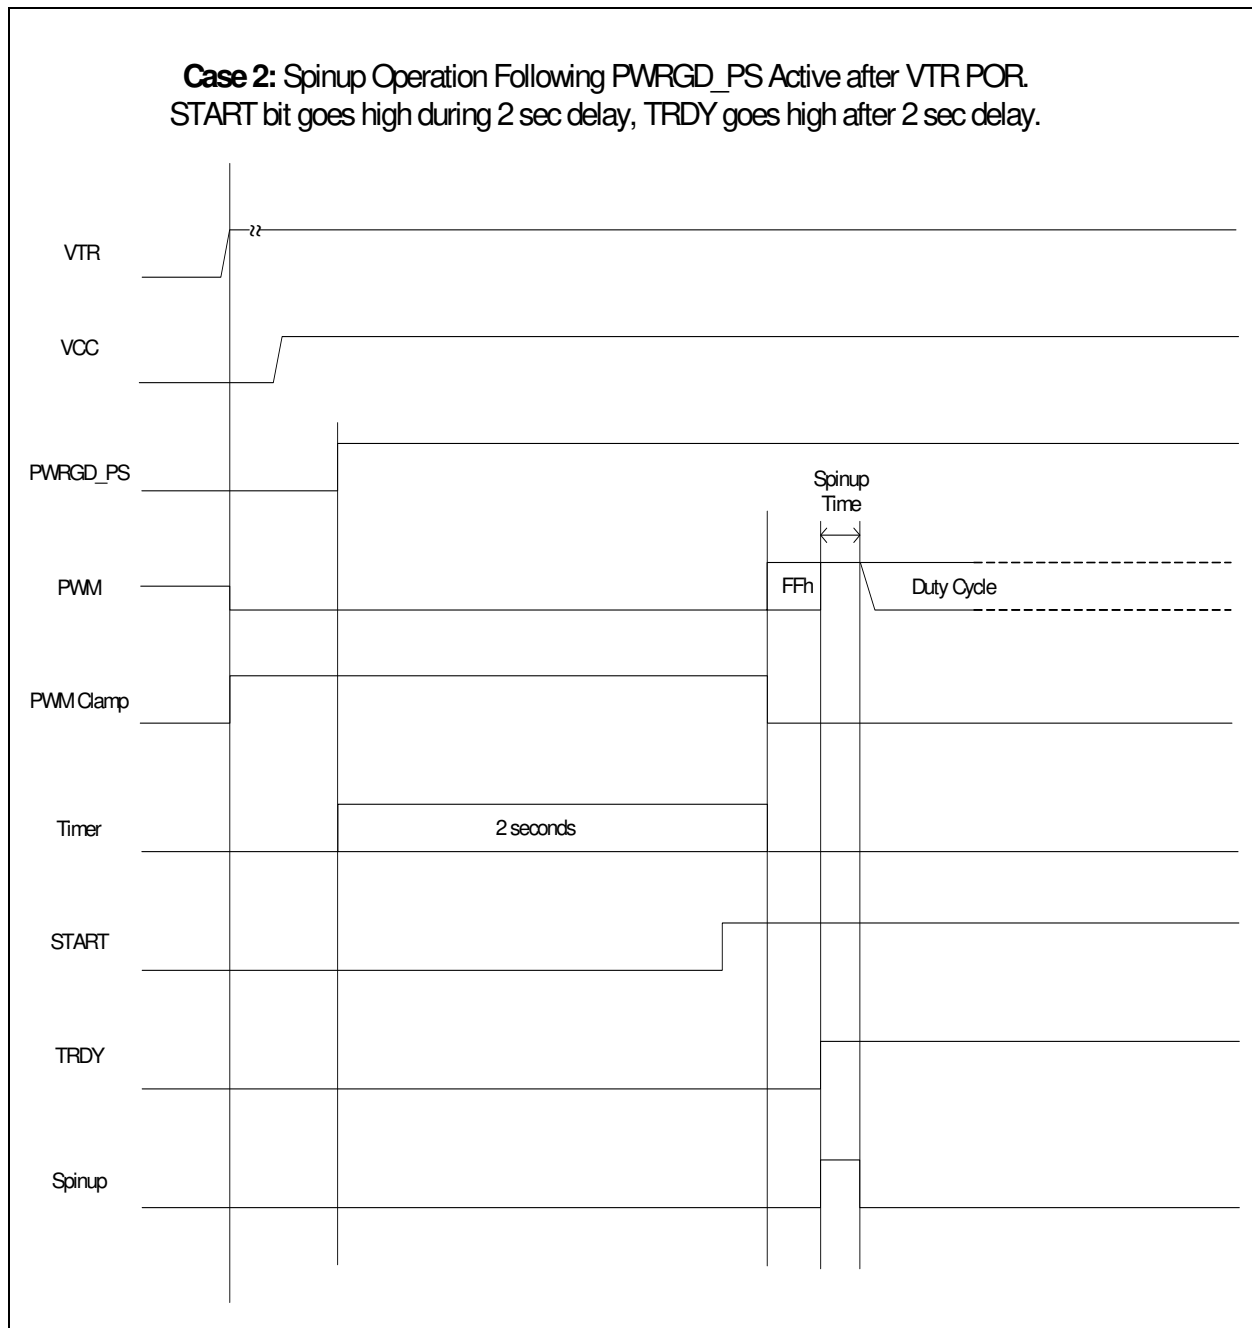 Case 2: Spinup Operation Following PWRGD_PS Active after VTR POR.
START bit goes high during 2 sec delay, TRDY goes high after 2 sec delay.
VTR
VCC
PWRGD_PS
Spinup
Time
PWM
FFh
Duty Cycle
PWM Clamp
Timer
2 seconds
START
TRDY
Spinup